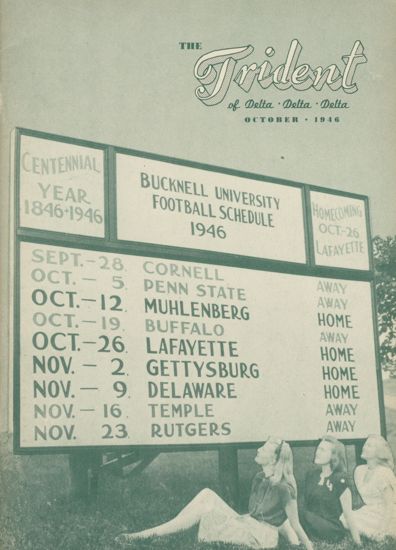 THE
Trident
of Delta · Delta · Delta
OCTOBER · 1946
CENTENNIAL
YEAR
1846-1946
BUCKNELL UNIVERSITY
FOOTBALL SCHEDULE
1946
HOMECOMING
OCT.-26
LAFAYETTE
SEPT.-28. CORNELL AWAY
OCT. - 5. PENN STATE AWAY
OCT.-12. MUHLENBERG HOME
OCT.-19. BUFFALO AWAY
OCT.-26. LAFAYETTE HOME
NOV. - 2. GETTYSBURG HOME
NOV. - 9. DELAWARE HOME
NOV. - 16. TEMPLE AWAY
NOV. 23. RUTGERS AWAY